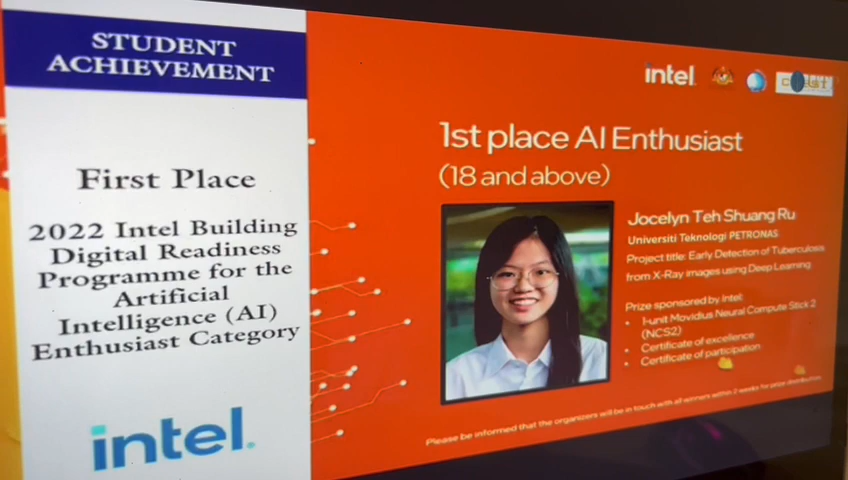 STUDENT
ACHIEVEMENT
First Place
2022 Intel Building
Digital Readiness
Programme for the
Artificial
Intelligence (AI)
Enthusiast Category
intel.
intel.
1st place AI Enthusiast
(18 and above)
Jocelyn Teh Shuang Ru
Universiti Teknologi PETRONAS
Project title: Early Detection of Tuberculosis
from X-Ray images using Deep Learning
Prize sponsored by Intel:
• 1-unit Movidius Neural Compute Stick 2
(NCS2)
• Certificate of excellence
• Certificate of participation
Please be informed that the organizers will be in touch with all winners within 2 weeks for prize distribution.